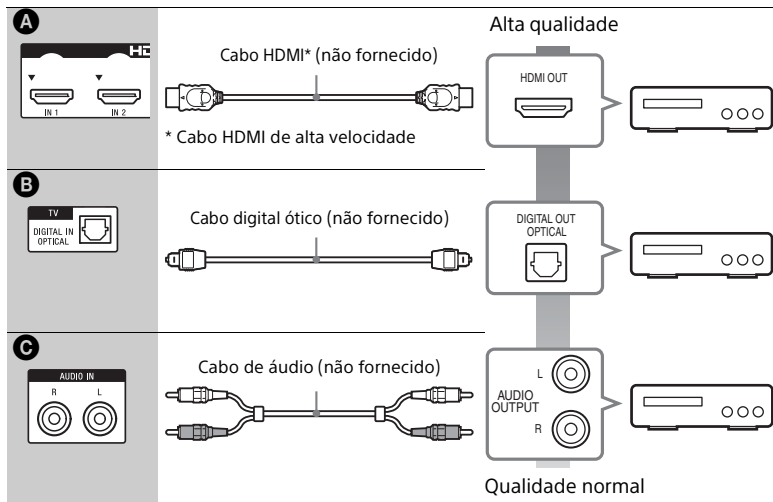 A
HD
IN 1
IN 2
Cabo HDMI* (não fornecido)
* Cabo HDMI de alta velocidade
Alta qualidade
HDMI OUT
B
TV
DIGITAL IN
OPTICAL
Cabo digital ótico (não fornecido)
DIGITAL OUT
OPTICAL
C
AUDIO IN
R L
Cabo de áudio (não fornecido)
L
AUDIO
OUTPUT
R
Qualidade normal